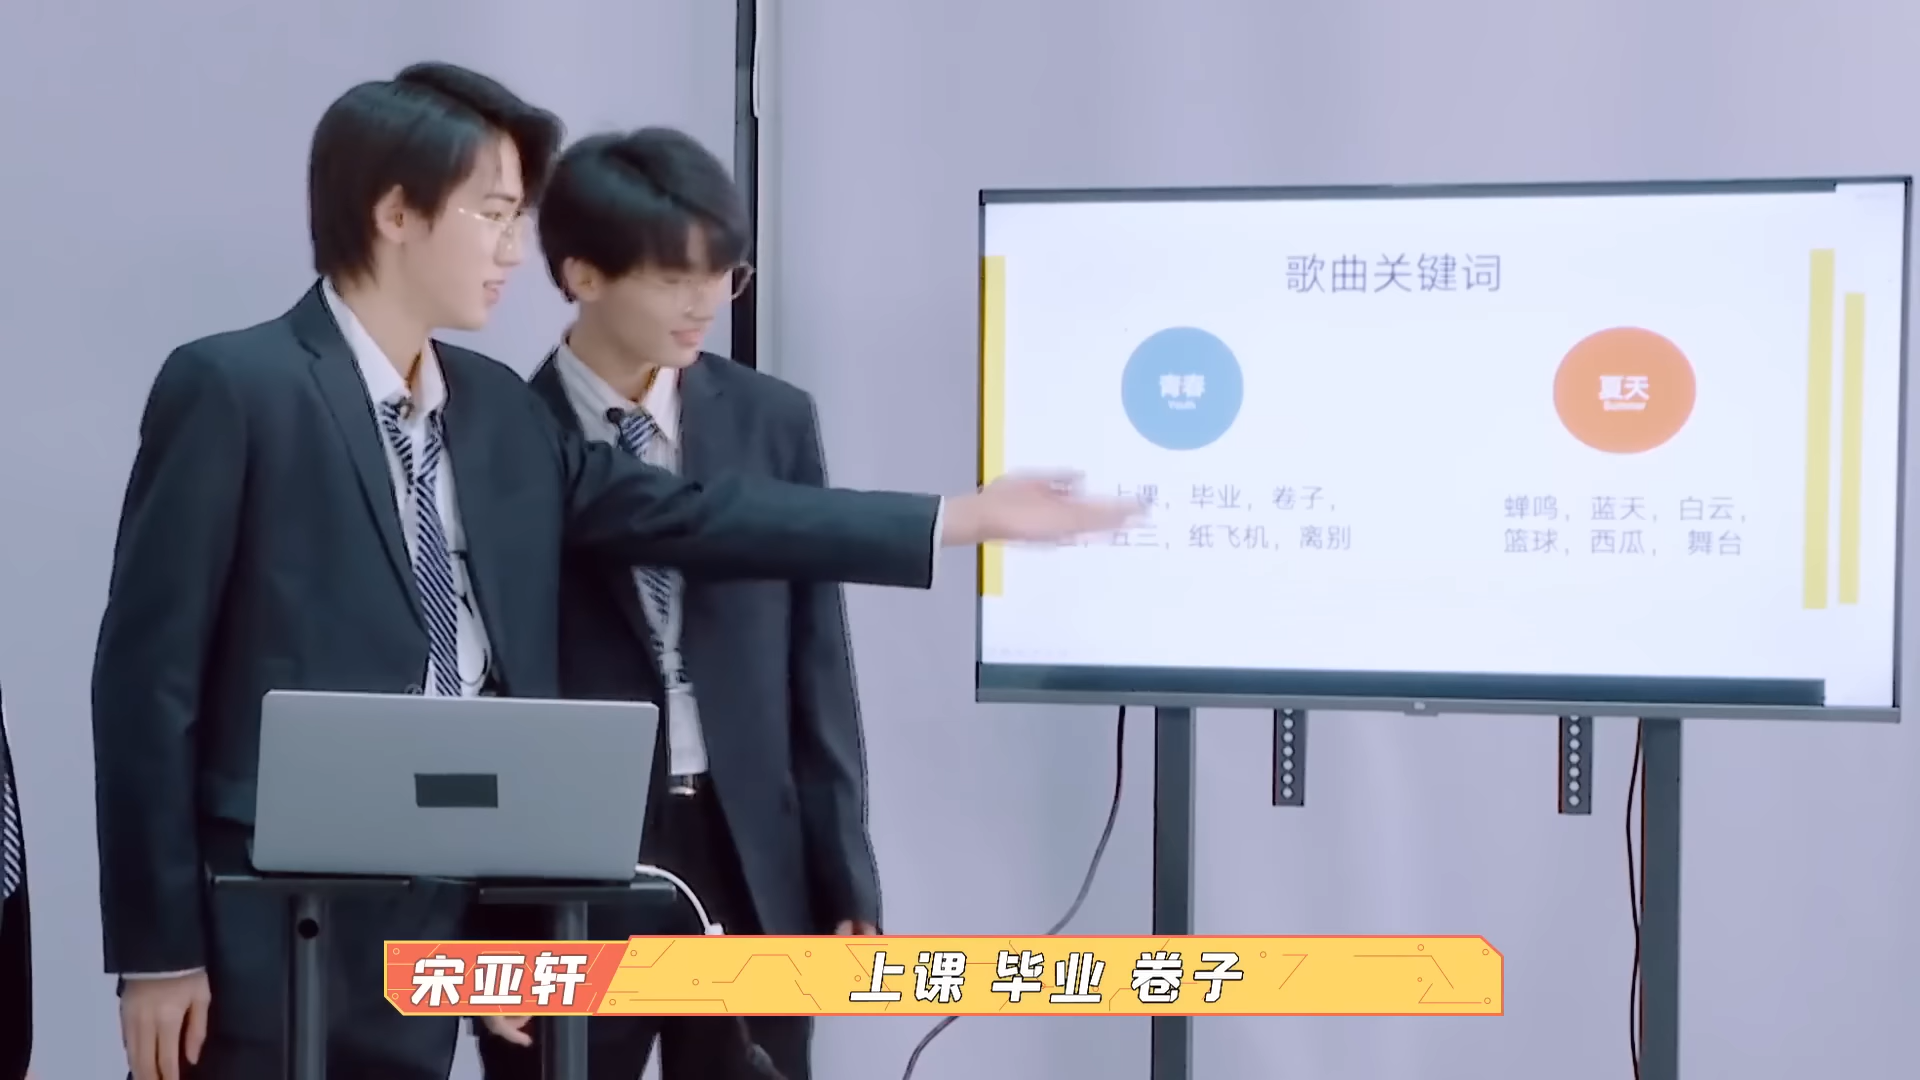 歌曲关键词
青春
Youth
夏天
Summer
上课，毕业，卷子，
五三，纸飞机，离别
蝉鸣，蓝天，白云，
篮球，西瓜， 舞台
宋亚轩
上课 毕业 卷子